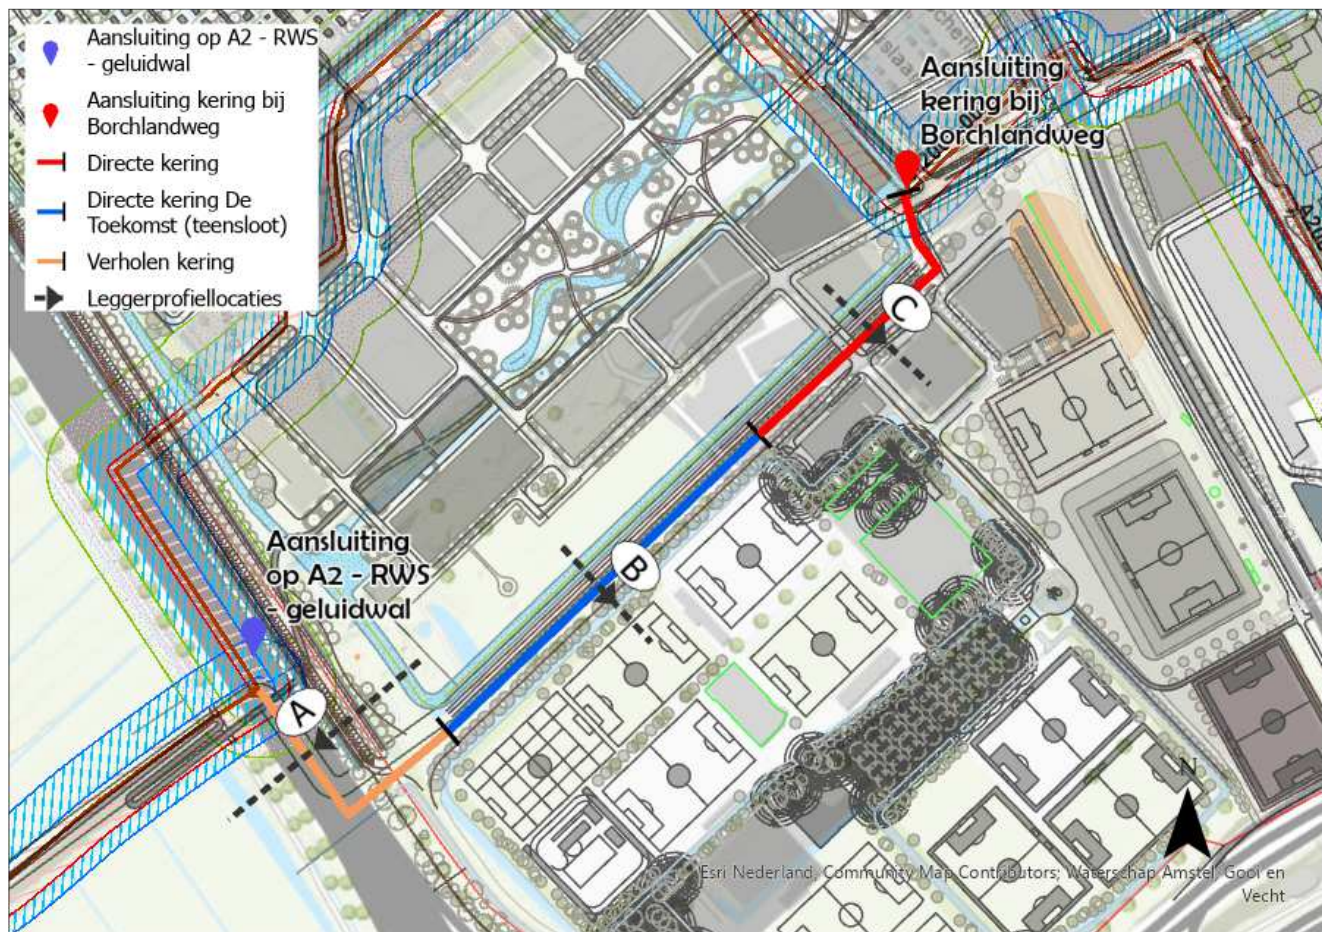 Aansluiting op A2 - RWS
- geluidwal
Aansluiting kering bij
Borchlandweg
Directe kering
Directe kering De
Toekomst (teensloot)
Verholen kering
Leggerprofiellocaties
Aansluiting
kering bij
Borchlandweg
C
B
Aansluiting
op A2 - RWS
- geluidwal
A
N
Esri Nederland, Community Map Contributors; Waterschap Amstel Gooi en
Vecht